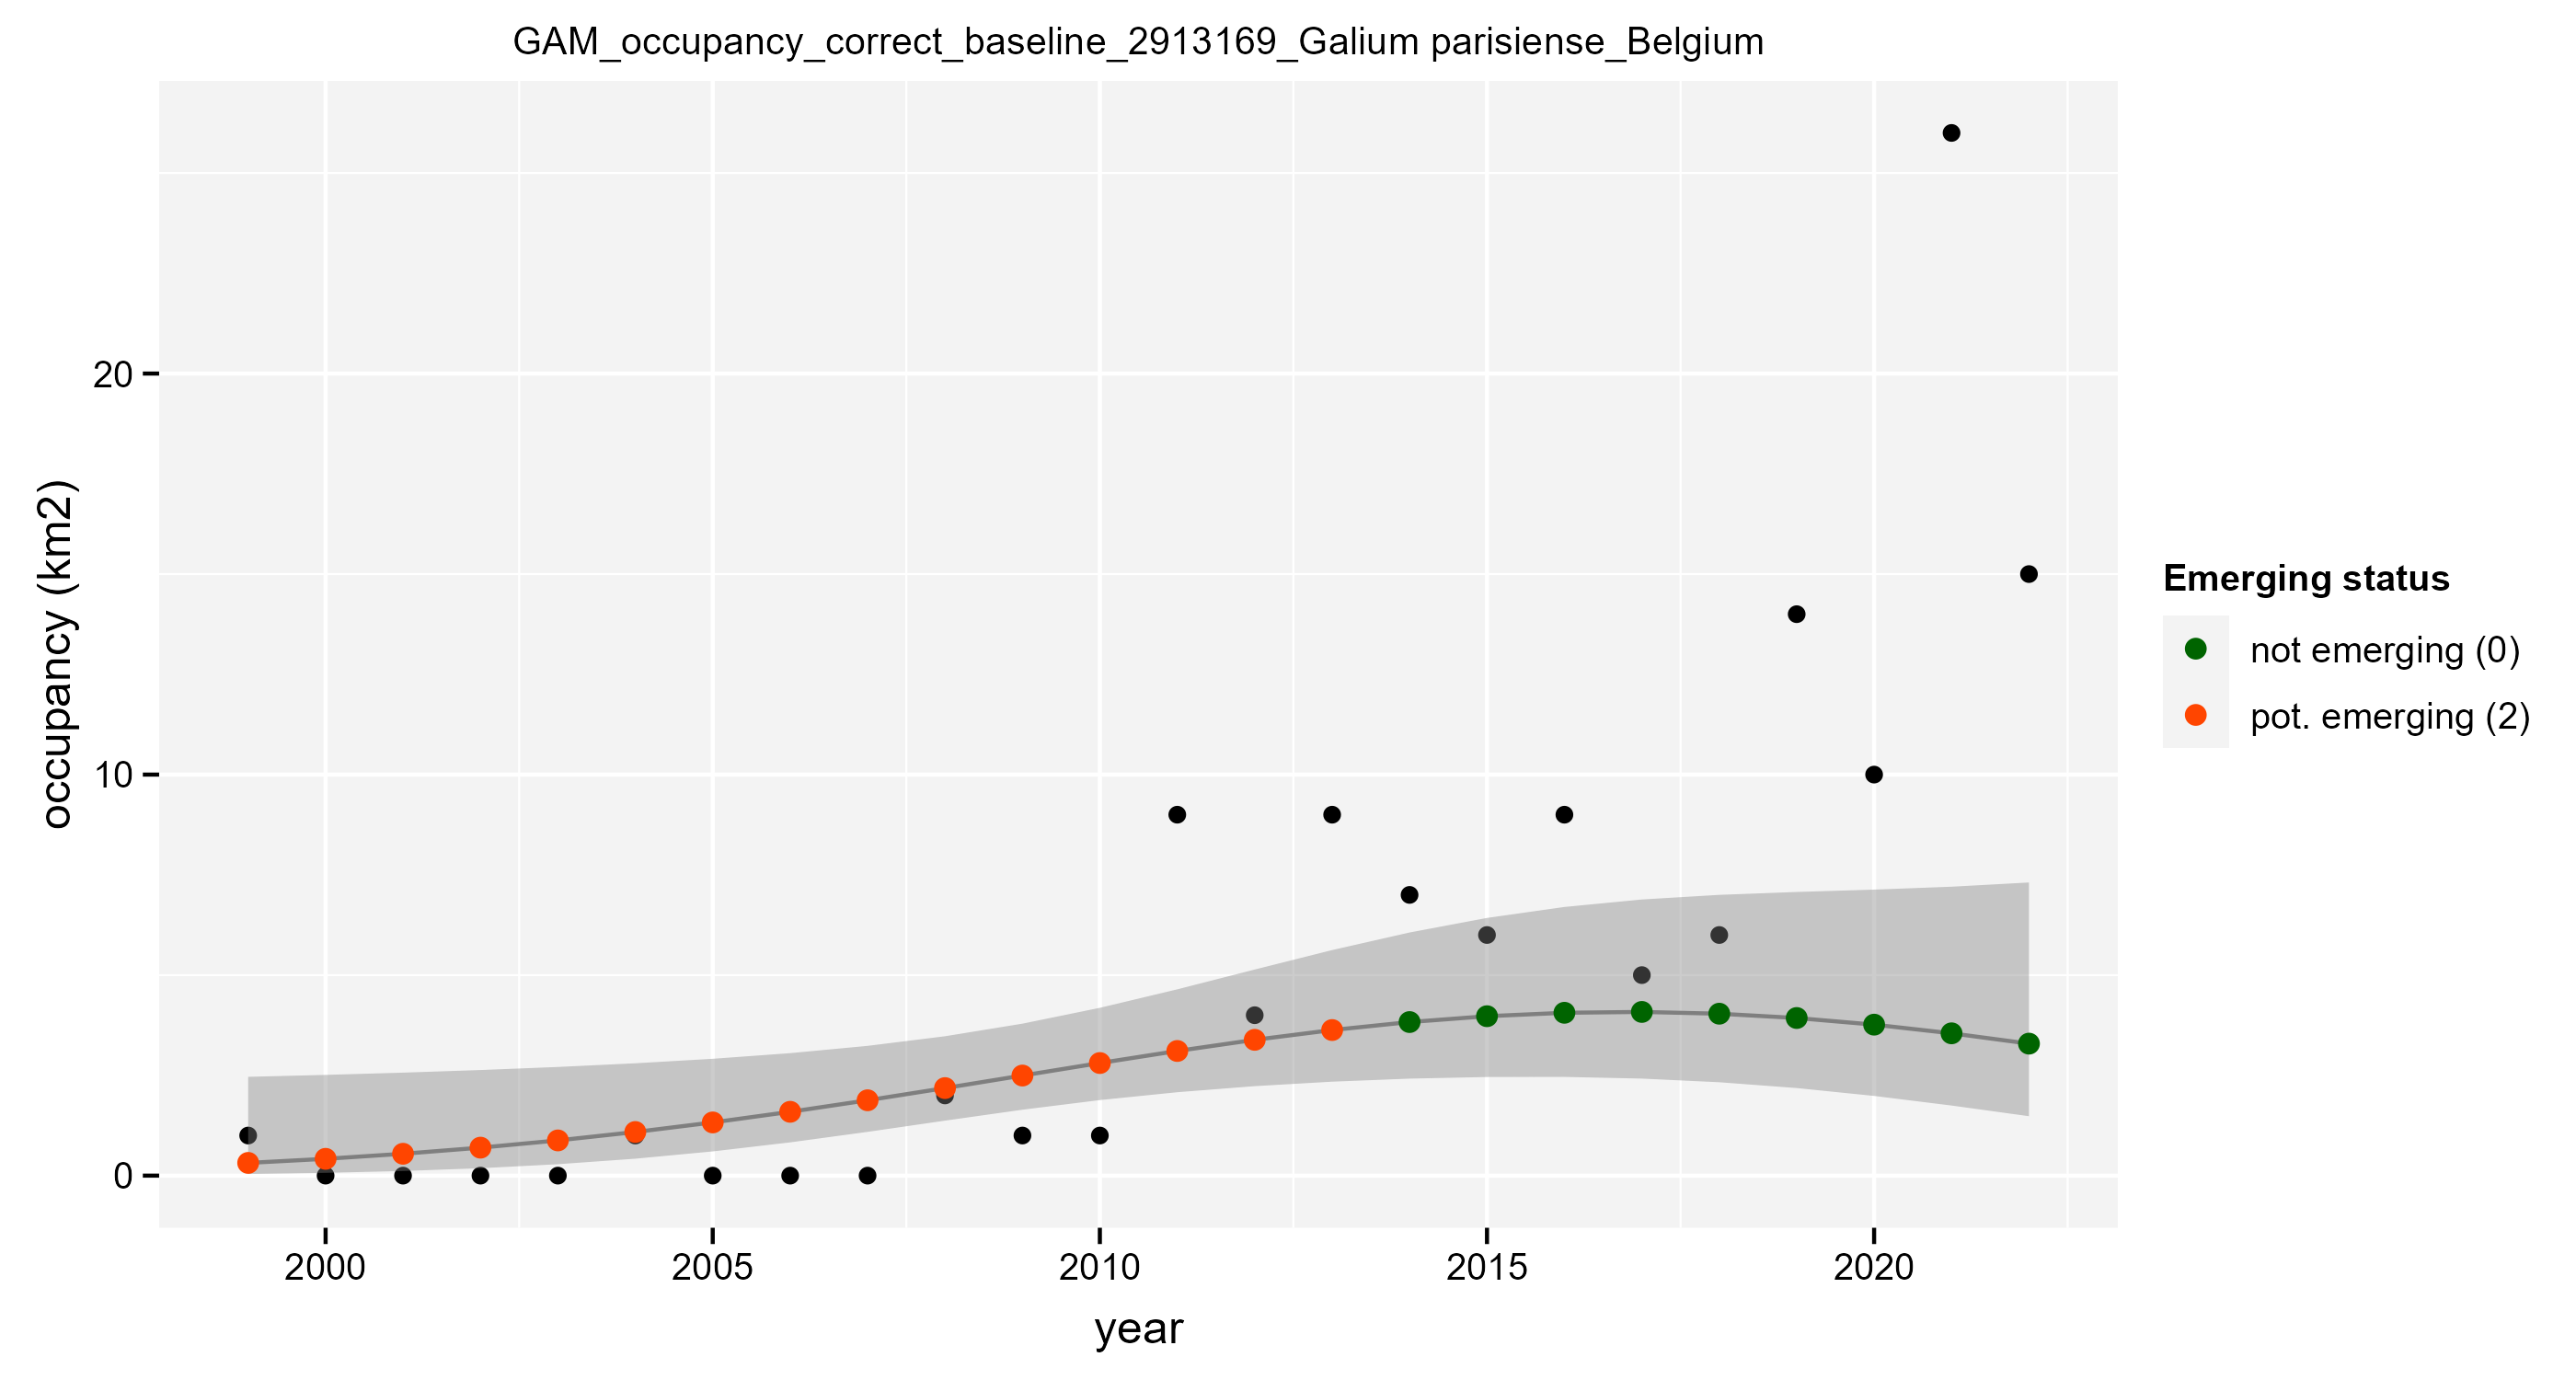 GAM_occupancy_correct_baseline_2913169_Galium parisiense_Belgium
occupancy (km2)
20
10
0
2000 2005 2010 2015 2020
year
Emerging status
not emerging (0)
pot. emerging (2)